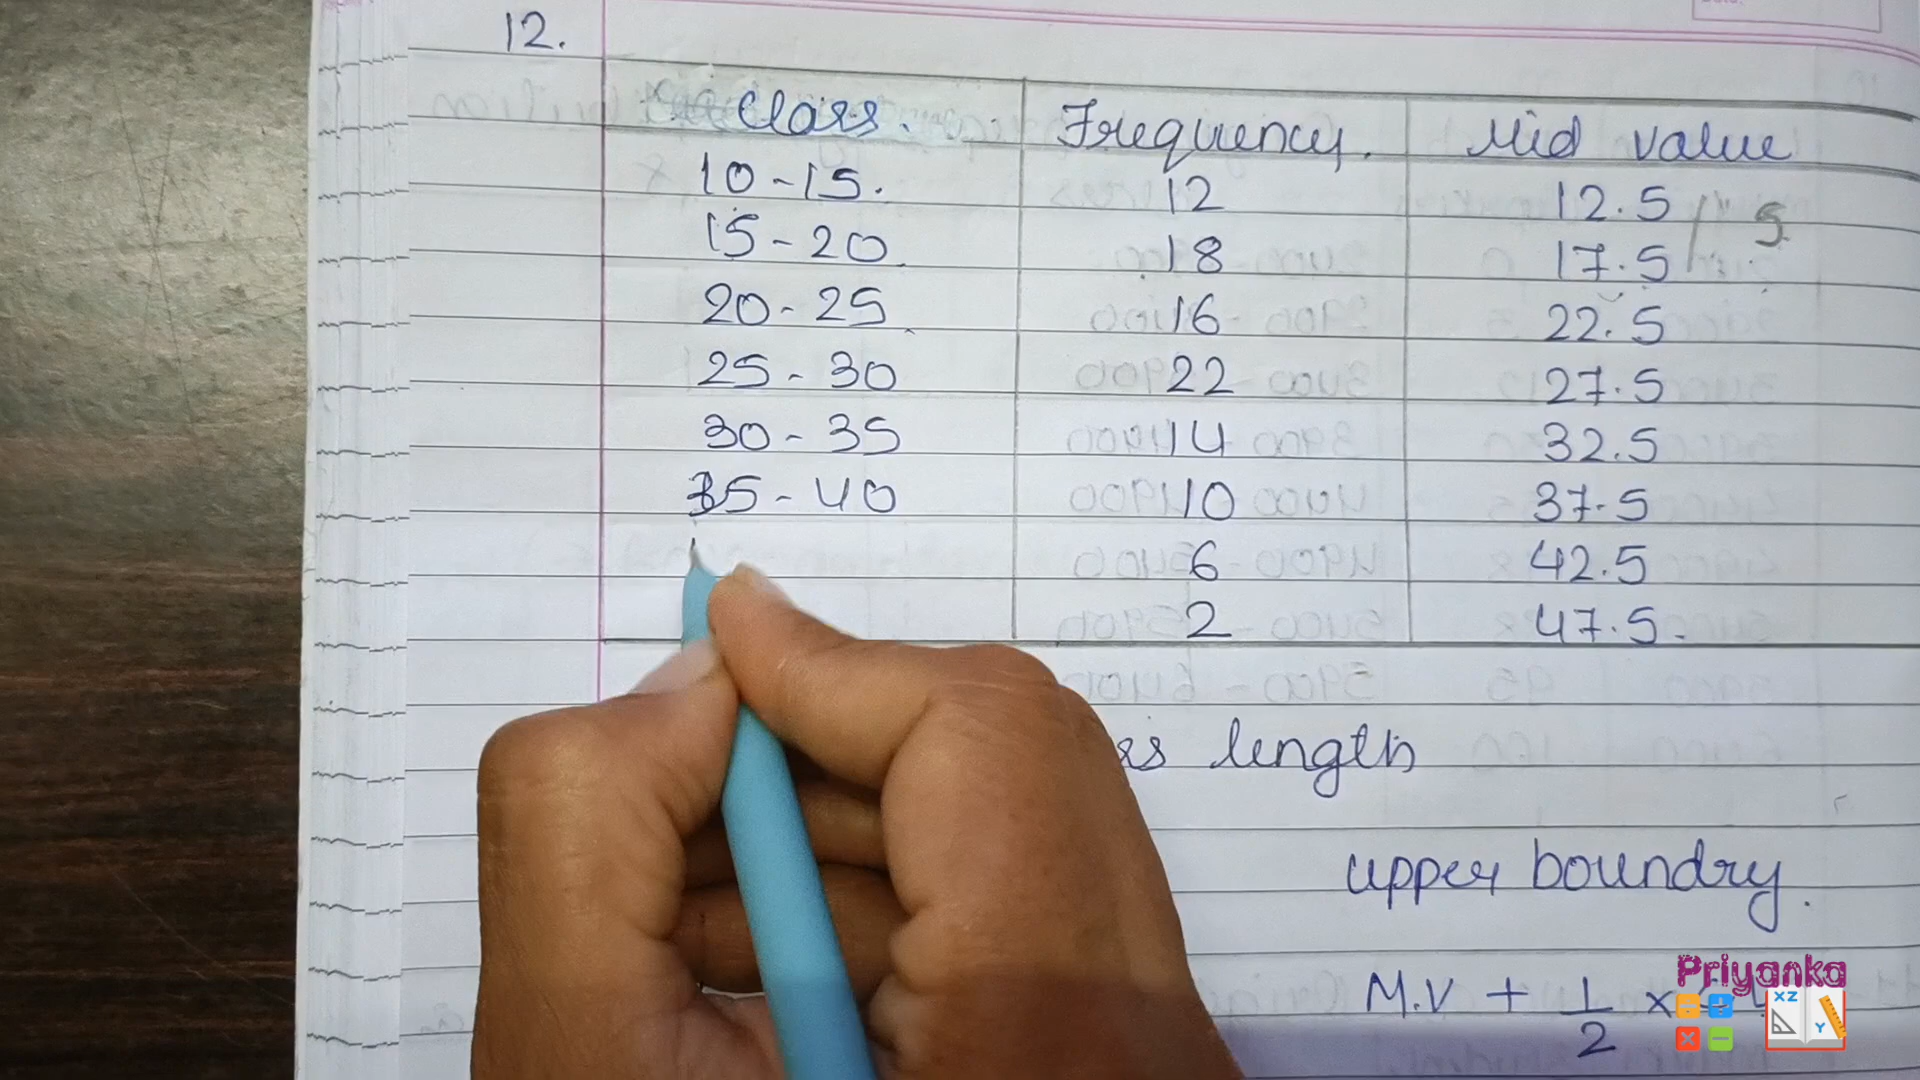 12.
Class. Frequency. Mid value
10-15. 12 12.5 5
15-20 18 17.5
20-25 16 22.5
25-30 22 27.5
30-35 14 32.5
35-40 10 37.5
6 42.5
2 47.5.
length
upper boundry.
M.V + 1/2 ×
Priyanka
XZ
Y